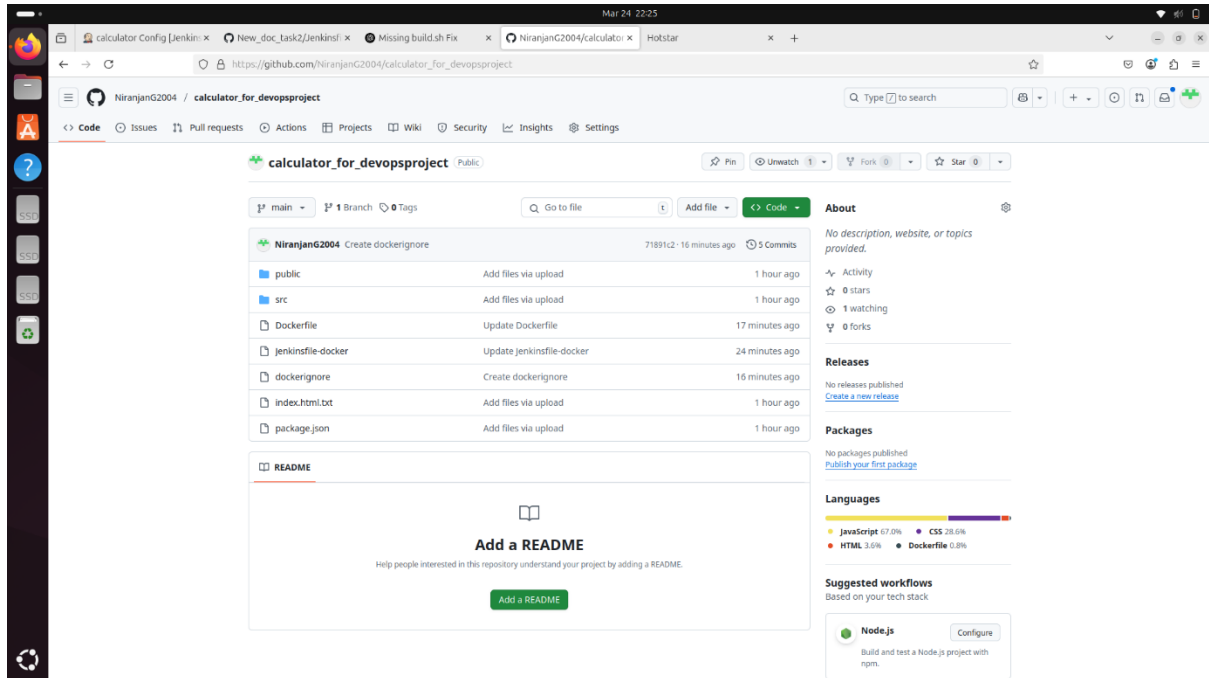 Mar 24 22:25
calculator Config [Jenkins
New_doc_task2/Jenkinsfi
Missing build.sh Fix
NiranjanG2004/calculator
Hotstar
https://github.com/NiranjanG2004/calculator_for_devopsproject
NiranjanG2004 / calculator_for_devopsproject
Type / to search
Code Issues Pull requests Actions Projects Wiki Security Insights Settings
calculator_for_devopsproject Public
Pin Unwatch 1 Fork 0 Star 0
main 1 Branch 0 Tags Go to file t Add file Code
NiranjanG2004 Create dockerignore 71891c2 · 16 minutes ago 5 Commits
public Add files via upload 1 hour ago
src Add files via upload 1 hour ago
Dockerfile Update Dockerfile 17 minutes ago
Jenkinsfile-docker Update Jenkinsfile-docker 24 minutes ago
dockerignore Create dockerignore 16 minutes ago
index.html.txt Add files via upload 1 hour ago
package.json Add files via upload 1 hour ago
README
Add a README
Help people interested in this repository understand your project by adding a README.
Add a README
About
No description, website, or topics
provided.
Activity
0 stars
1 watching
0 forks
Releases
No releases published
Create a new release
Packages
No packages published
Publish your first package
Languages
JavaScript 67.0% CSS 28.6%
HTML 3.6% Dockerfile 0.8%
Suggested workflows
Based on your tech stack
Node.js Configure
Build and test a Node.js project with
npm.
SSD
SSD
SSD